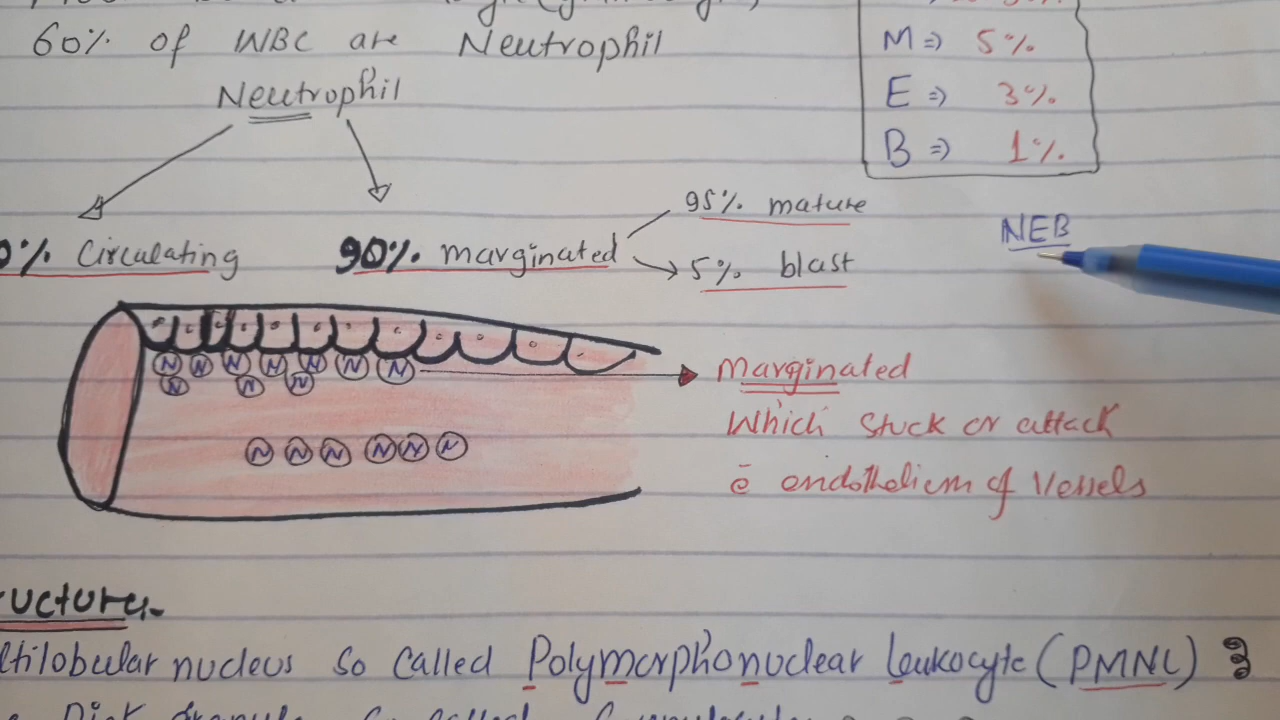 60% of WBC are Neutrophil
M => 5%
E => 3%
B => 1%
Neutrophil
0% Circulating
90% marginated
95% mature
5% blast
NEB
N N N N N N N
N N N
N N N N N N
marginated
Which stuck or attack
ē endothelium of Vessels
ucture.
ltilobular nucleus so called Polymorphonuclear Leukocyte (PMNL)